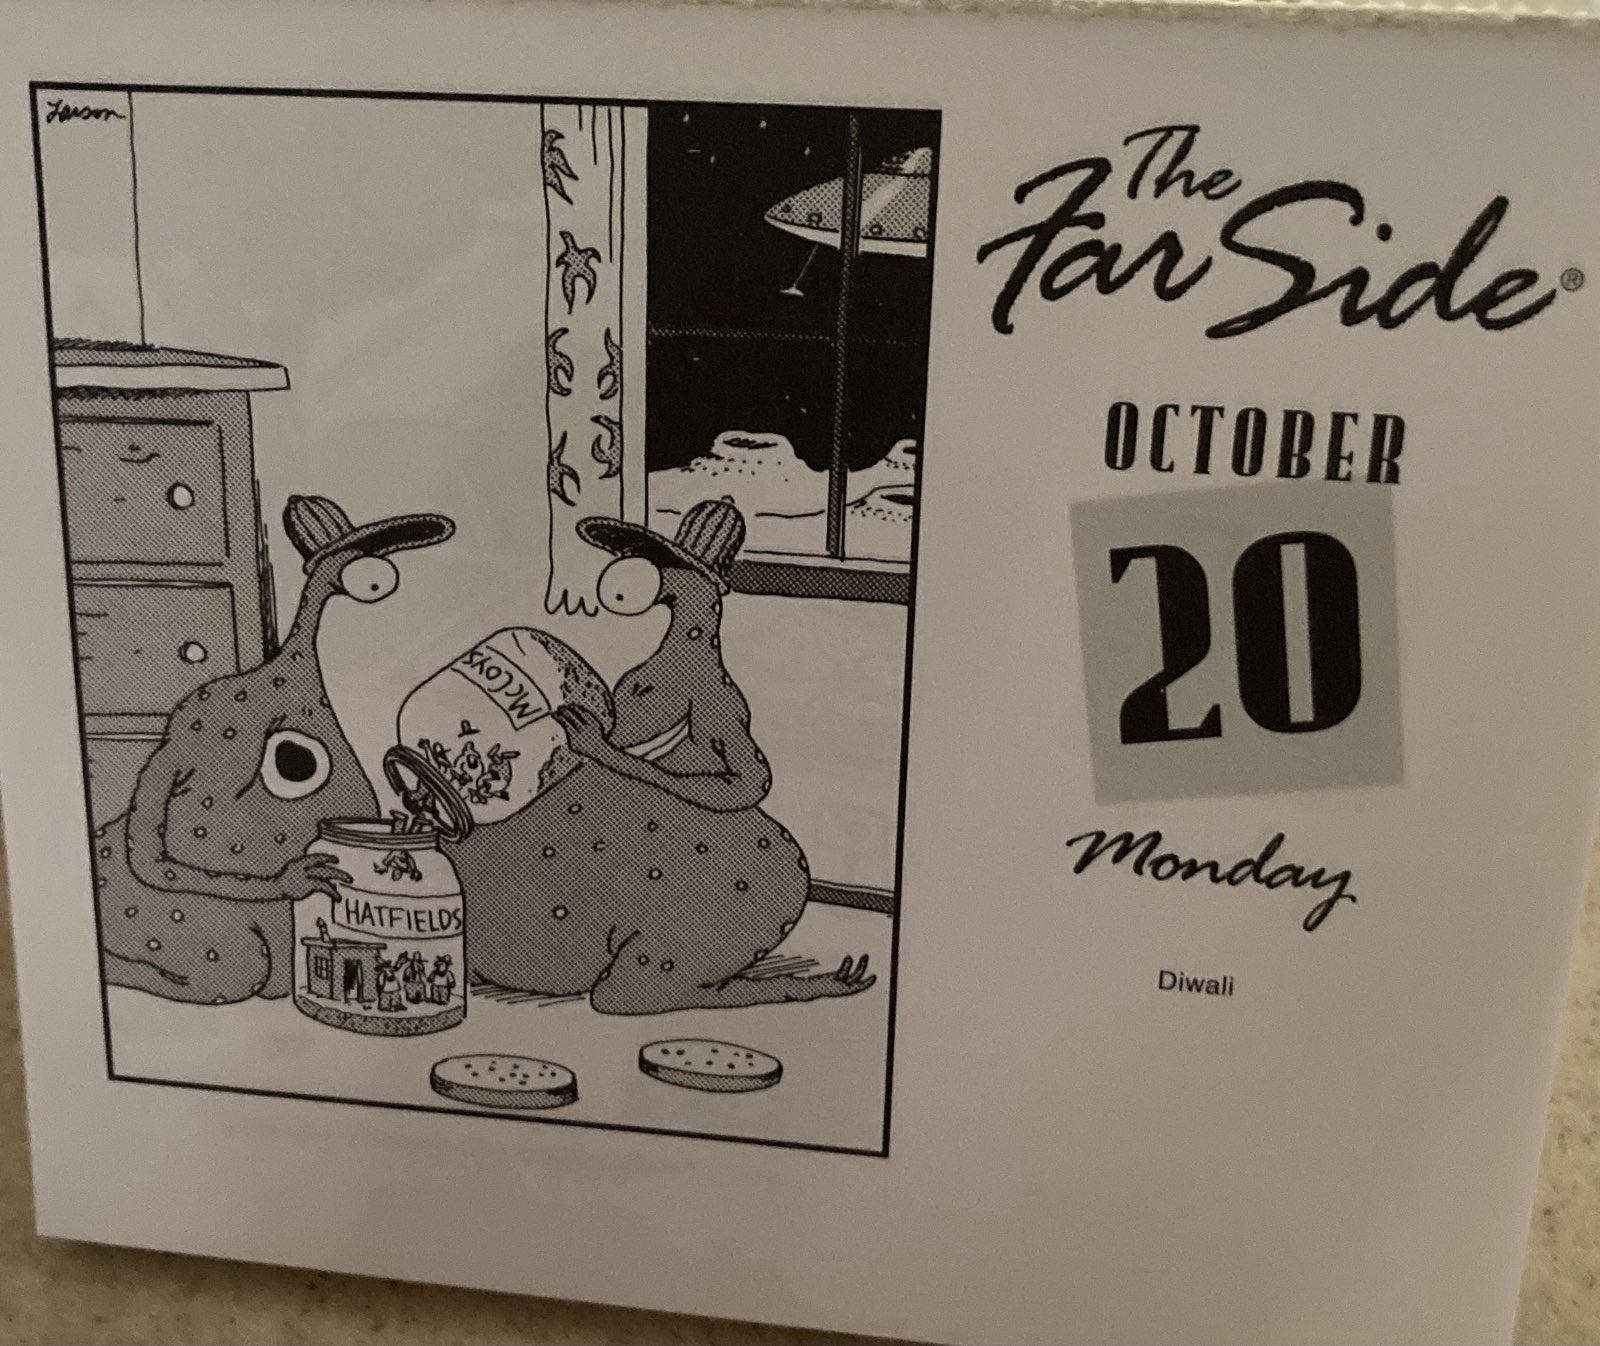 Larson
McCoys
HATFIELDS
The
Far Side®
OCTOBER
20
Monday
Diwali